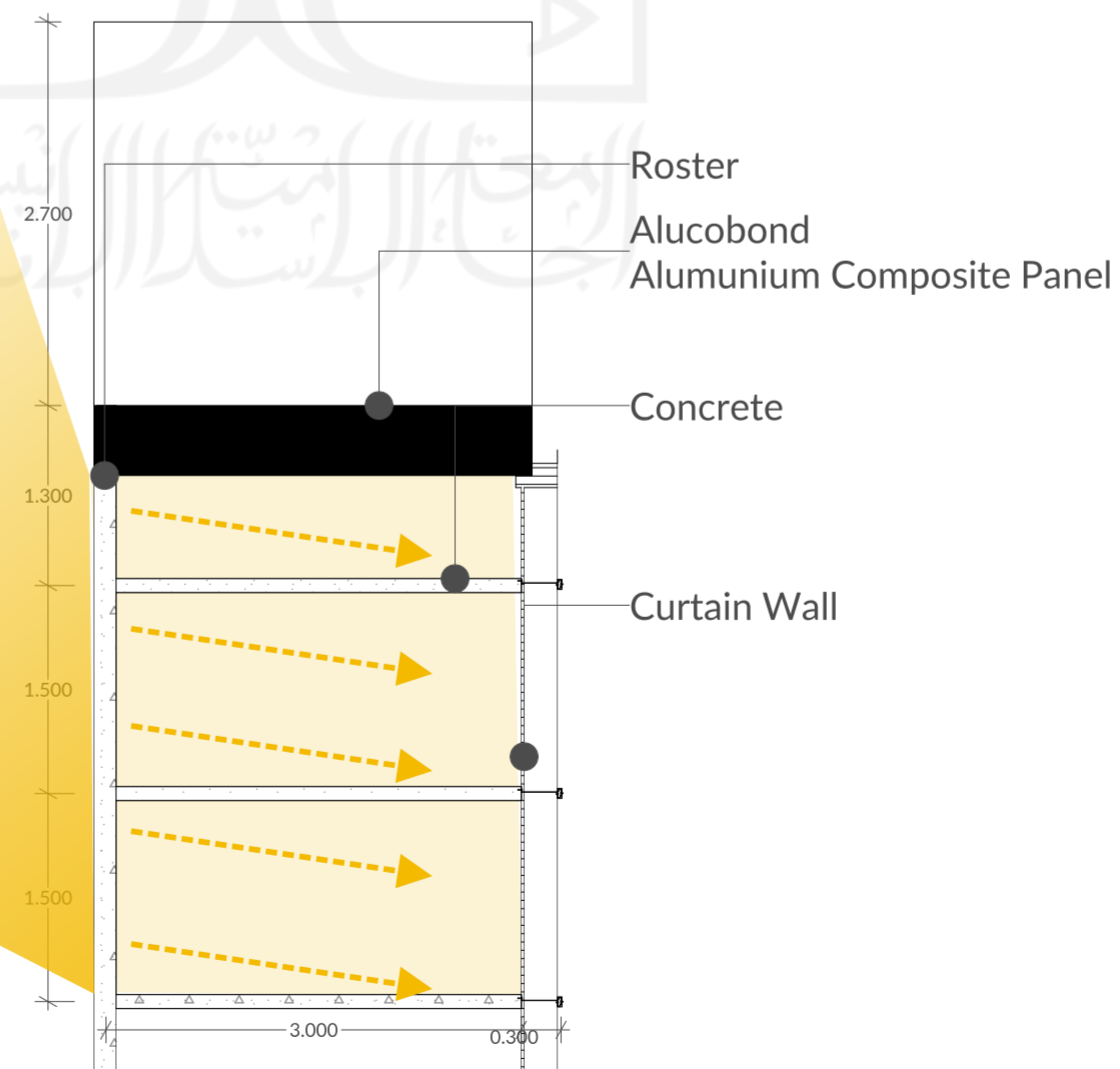 Roster
2.700
Alucobond
Alumunium Composite Panel
Concrete
1.300
Curtain Wall
1.500
1.500
3.000
0.300